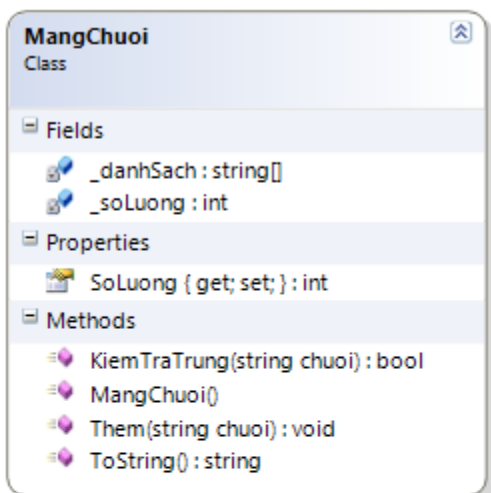 MangChuoi
Class
Fields
_danhSach : string[]
_soLuong : int
Properties
SoLuong { get; set; } : int
Methods
KiemTraTrung(string chuoi) : bool
MangChuoi()
Them(string chuoi) : void
ToString() : string